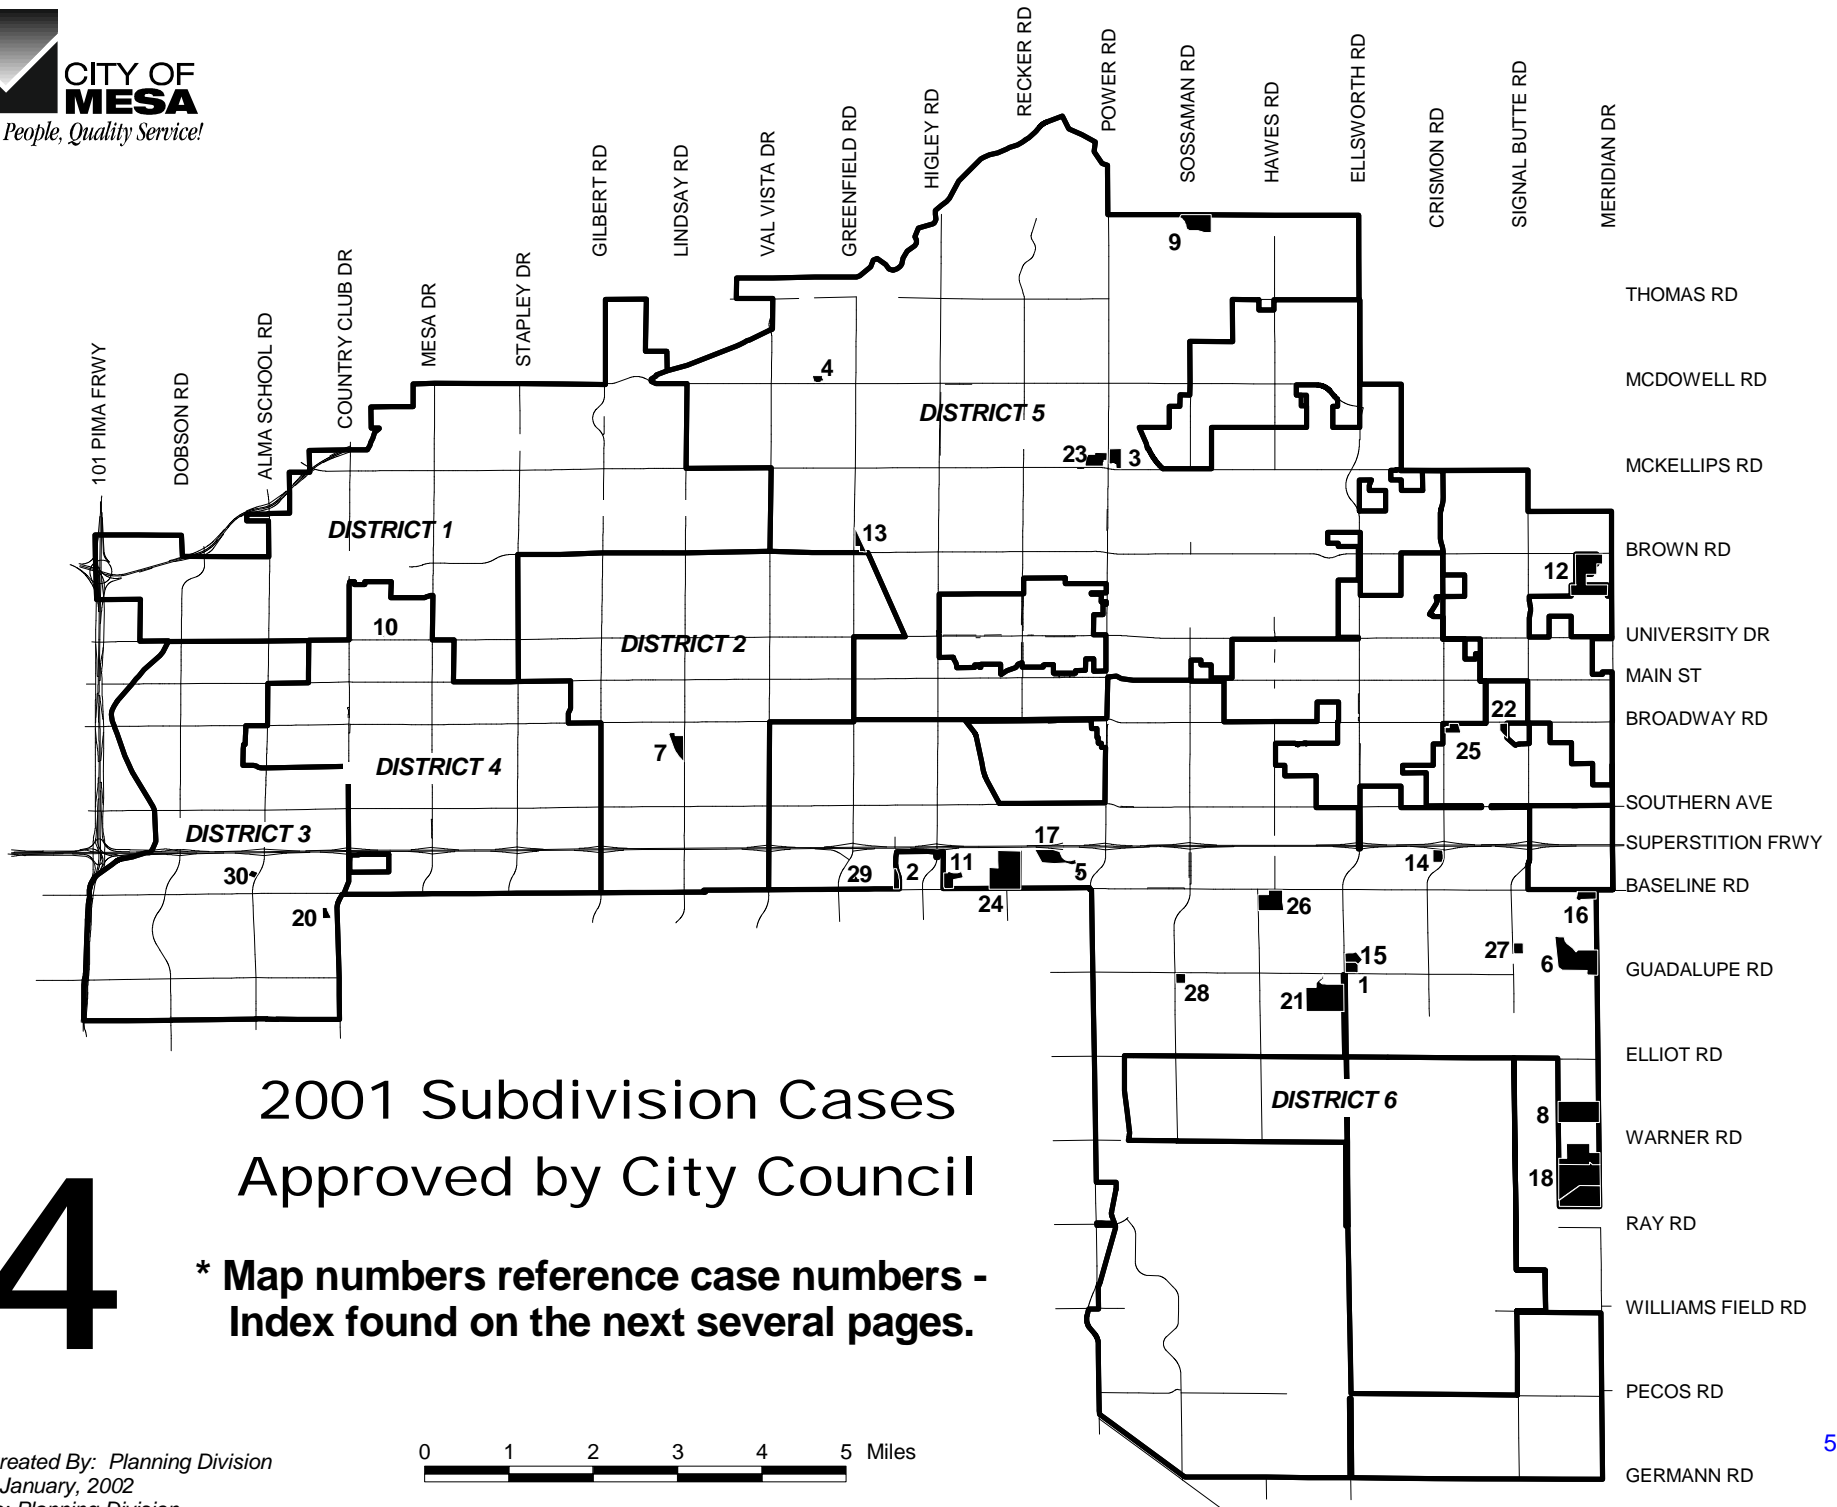 CITY OF
MESA
People, Quality Service!
101 PIMA FRWY
DOBSON RD
ALMA SCHOOL RD
COUNTRY CLUB DR
MESA DR
STAPLEY DR
GILBERT RD
LINDSAY RD
VAL VISTA DR
GREENFIELD RD
HIGLEY RD
RECKER RD
POWER RD
SOSSAMAN RD
HAWES RD
ELLSWORTH RD
CRISMON RD
SIGNAL BUTTE RD
MERIDIAN DR
THOMAS RD
MCDOWELL RD
MCKELLIPS RD
BROWN RD
UNIVERSITY DR
MAIN ST
BROADWAY RD
SOUTHERN AVE
SUPERSTITION FRWY
BASELINE RD
GUADALUPE RD
ELLIOT RD
WARNER RD
RAY RD
WILLIAMS FIELD RD
PECOS RD
GERMANN RD
9
4
DISTRICT 5
23
3
DISTRICT 1
13
12
10
DISTRICT 2
22
7
25
DISTRICT 4
DISTRICT 3
17
14
30
29
2
11
5
24
26
20
16
27
15
6
28
21
1
DISTRICT 6
8
18
2001 Subdivision Cases
Approved by City Council
4
* Map numbers reference case numbers -
Index found on the next several pages.
0 1 2 3 4 5 Miles
reated By: Planning Division
January, 2002
: Planning Division
5